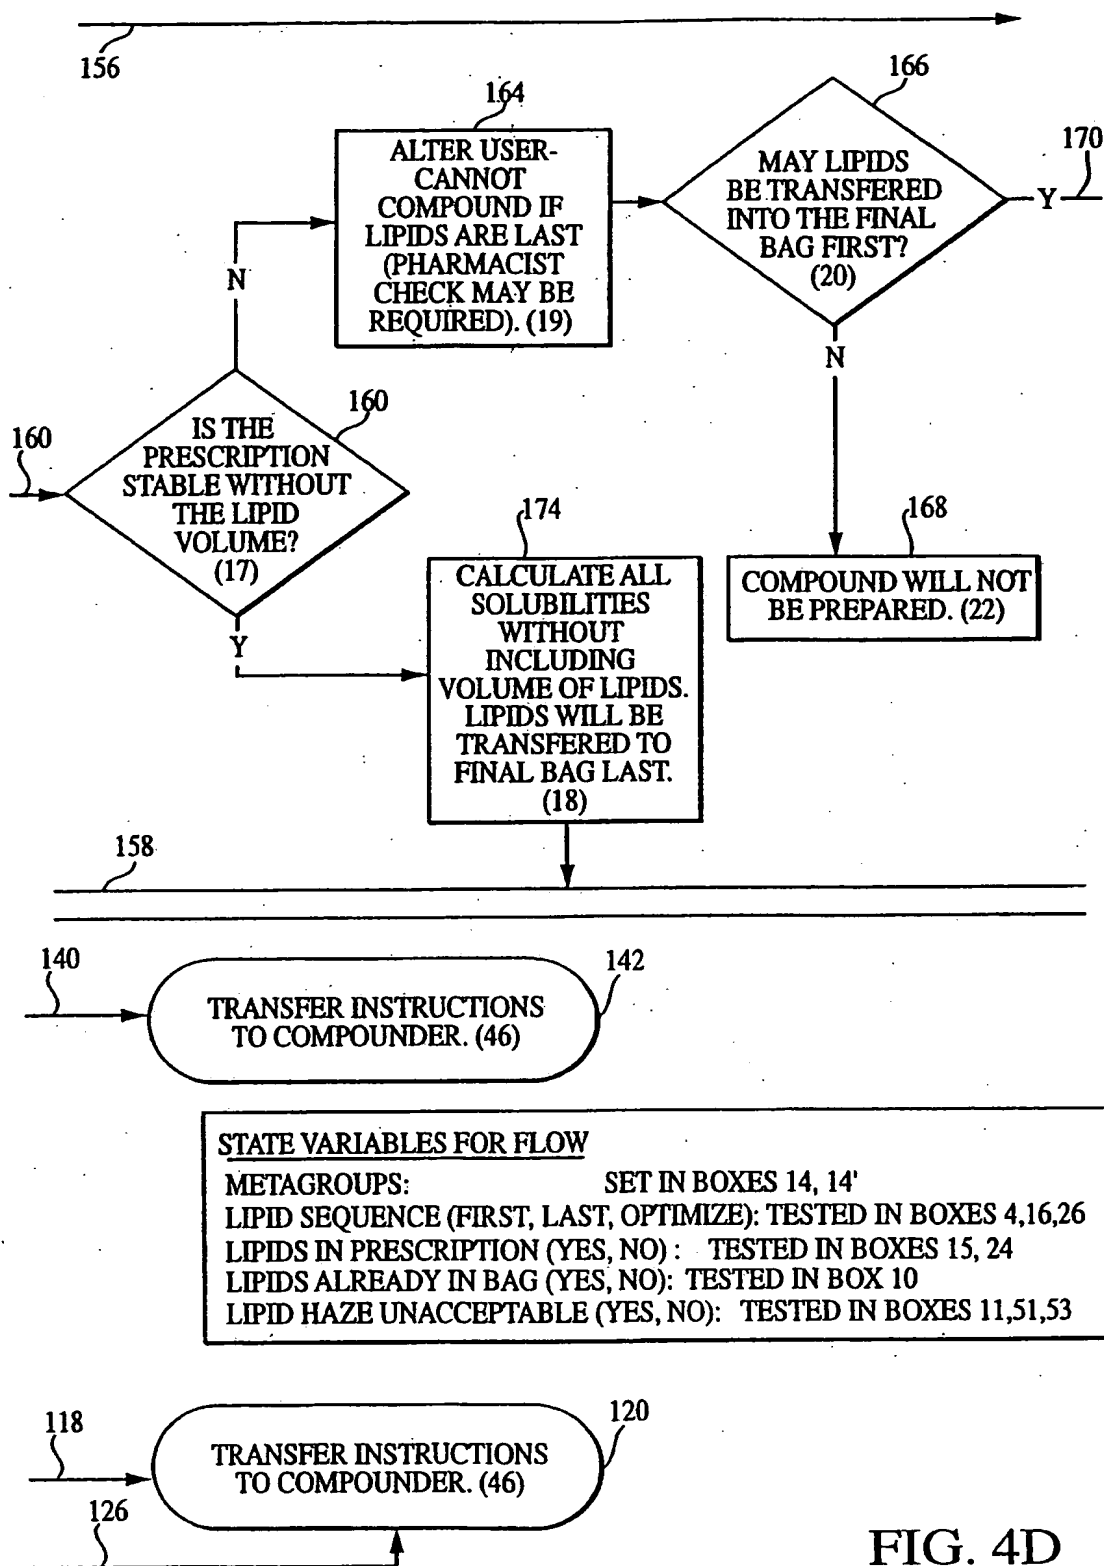 156
164
166
170
ALTER USER-
CANNOT
COMPOUND IF
LIPIDS ARE LAST
(PHARMACIST
CHECK MAY BE
REQUIRED). (19)
MAY LIPIDS
BE TRANSFERED
INTO THE FINAL
BAG FIRST?
(20)
Y
N
N
160
160
IS THE
PRESCRIPTION
STABLE WITHOUT
THE LIPID
VOLUME?
(17)
Y
174
168
CALCULATE ALL
SOLUBILITIES
WITHOUT
INCLUDING
VOLUME OF LIPIDS.
LIPIDS WILL BE
TRANSFERED TO
FINAL BAG LAST.
(18)
COMPOUND WILL NOT
BE PREPARED. (22)
158
140
142
TRANSFER INSTRUCTIONS
TO COMPOUNDER. (46)
STATE VARIABLES FOR FLOW
METAGROUPS: SET IN BOXES 14, 14'
LIPID SEQUENCE (FIRST, LAST, OPTIMIZE): TESTED IN BOXES 4,16,26
LIPIDS IN PRESCRIPTION (YES, NO) : TESTED IN BOXES 15, 24
LIPIDS ALREADY IN BAG (YES, NO): TESTED IN BOX 10
LIPID HAZE UNACCEPTABLE (YES, NO): TESTED IN BOXES 11,51,53
118
120
TRANSFER INSTRUCTIONS
TO COMPOUNDER. (46)
126
FIG. 4D